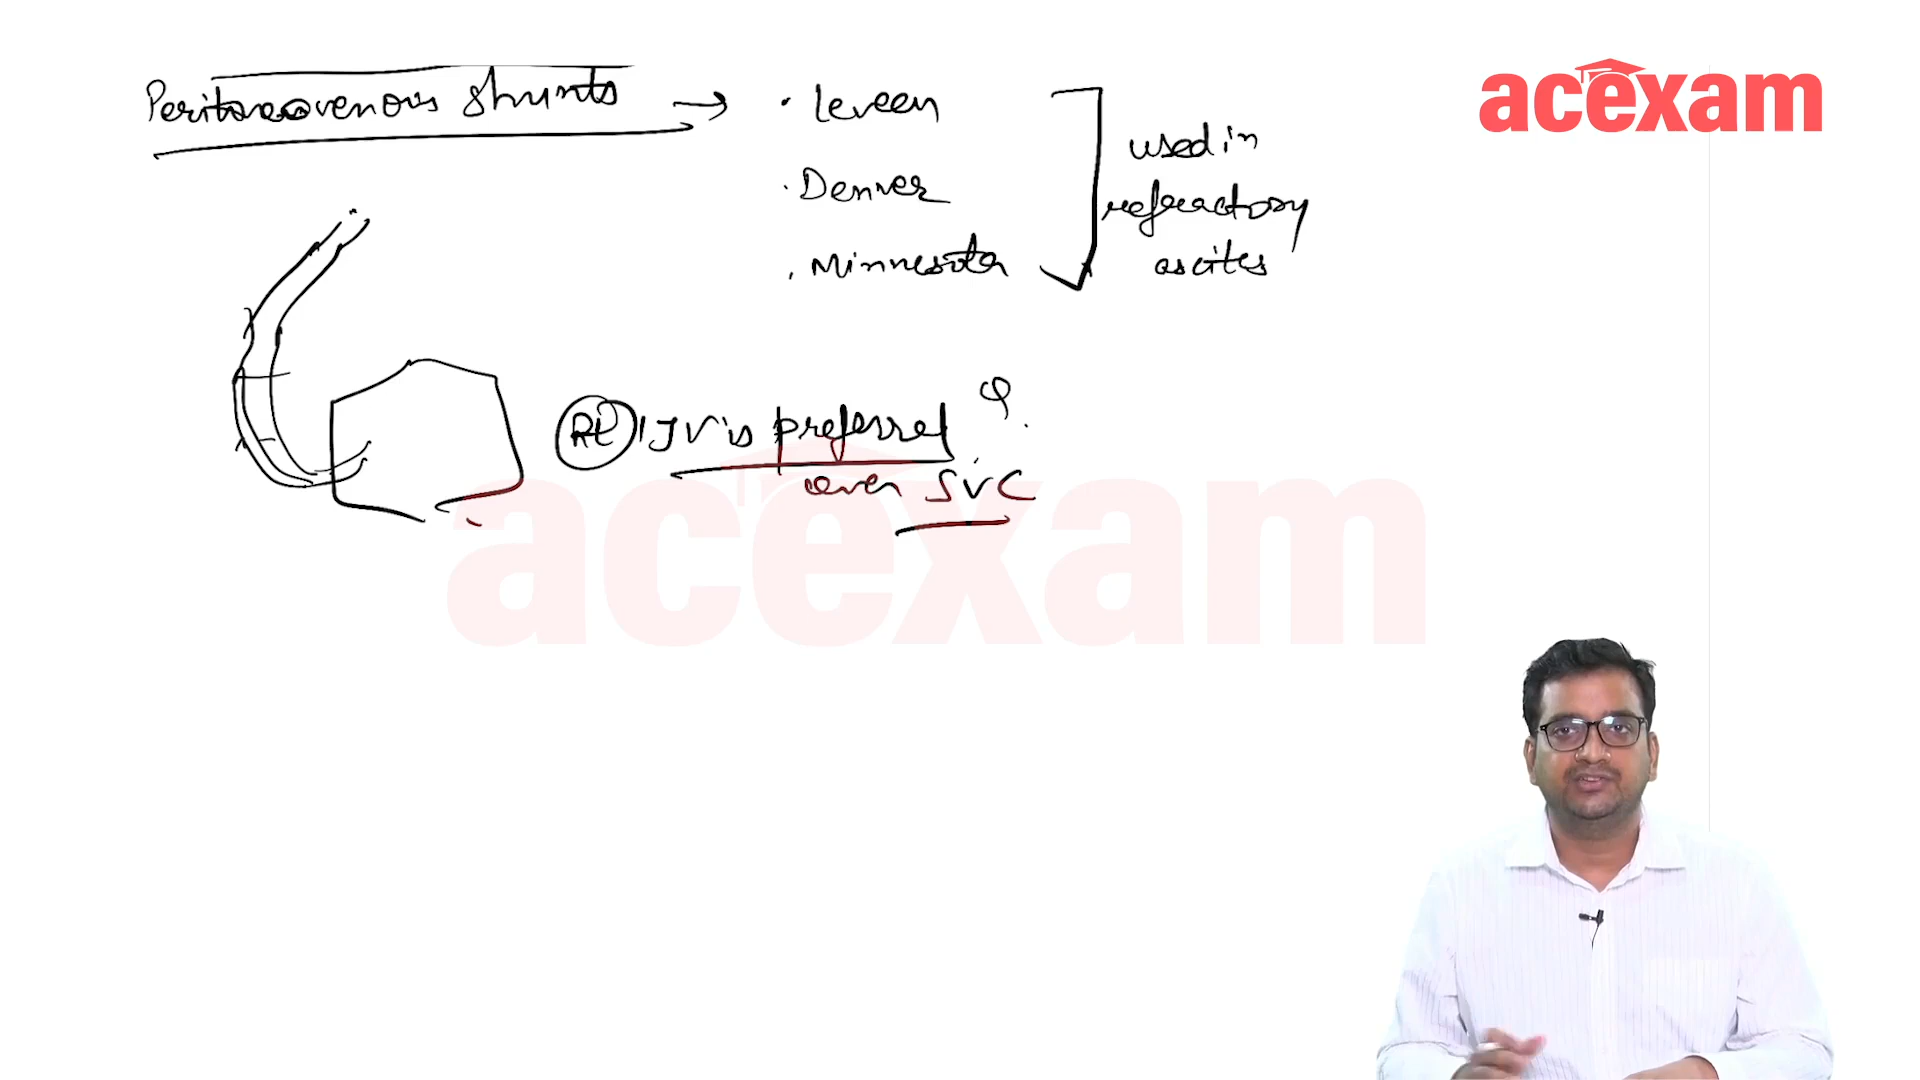 acexam
Peritoneovenous shunts → · leveen
· Denver
· Minnesota
used in
refractory
ascites
Rt IJV is preferred
over SVC
acexam